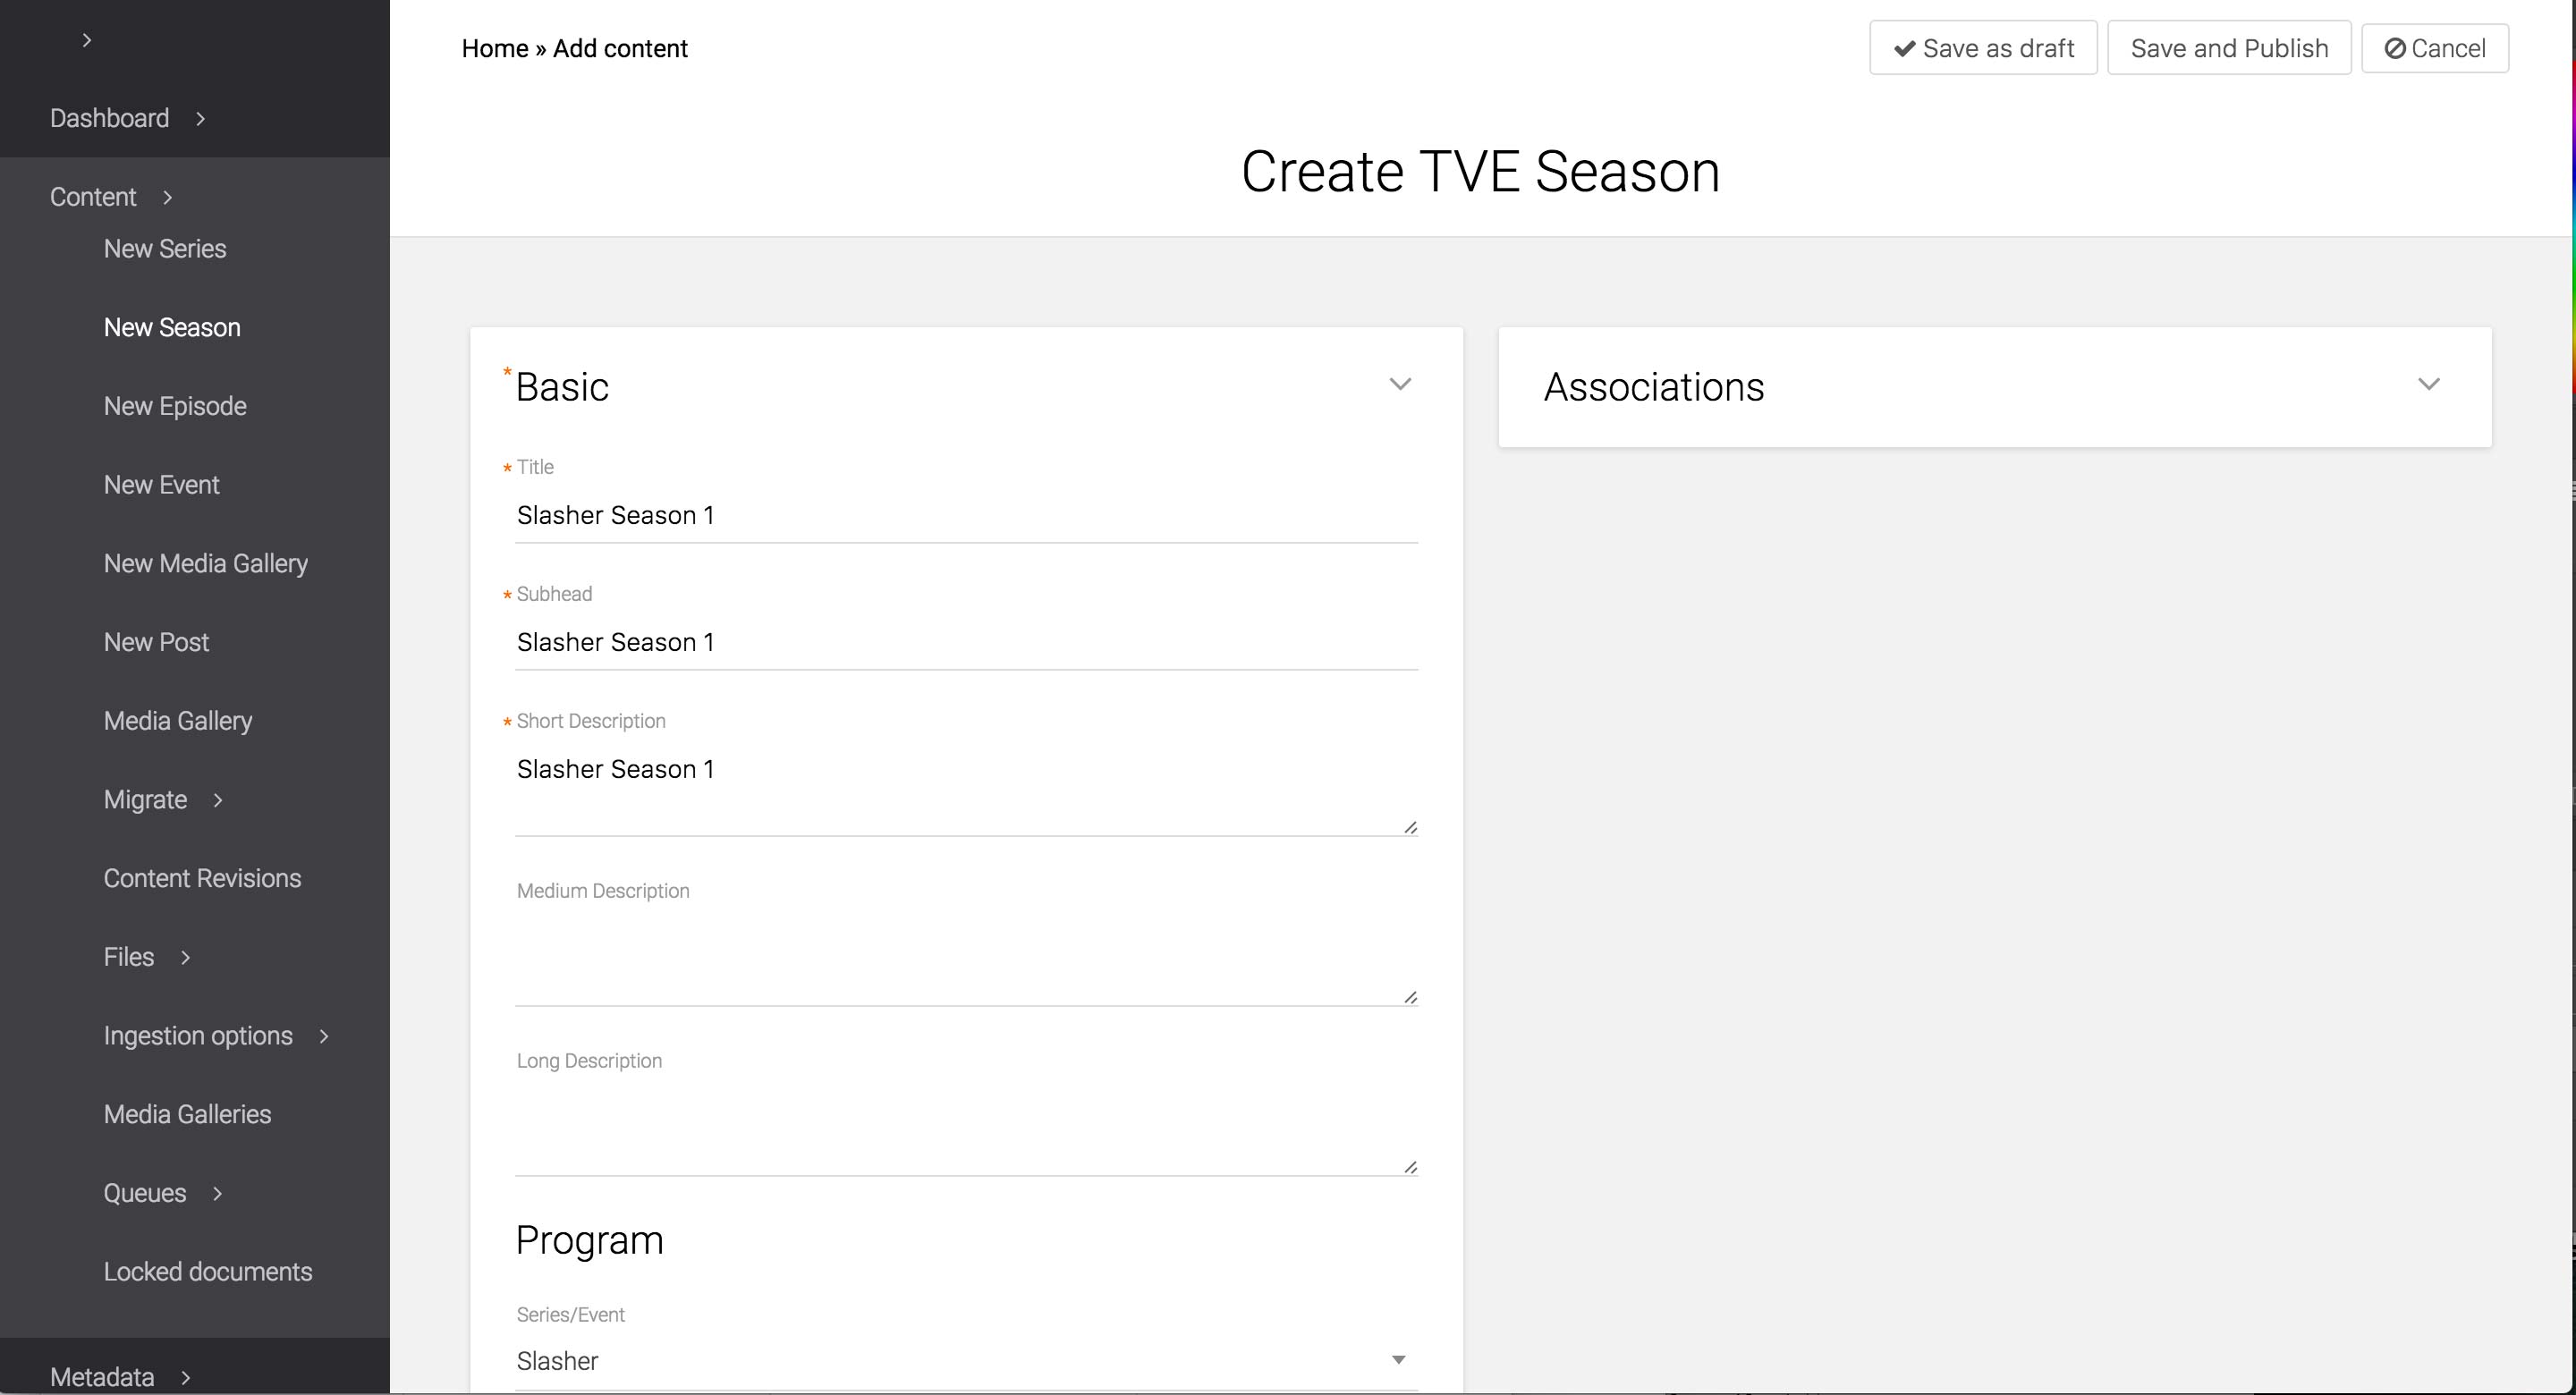 Dashboard
Content
New Series
New Season
New Episode
New Event
New Media Gallery
New Post
Media Gallery
Migrate
Content Revisions
Files
Ingestion options
Media Galleries
Queues
Locked documents
Metadata
Home » Add content
Save as draft
Save and Publish
Cancel
Create TVE Season
* Basic
* Title
Slasher Season 1
* Subhead
Slasher Season 1
* Short Description
Slasher Season 1
Medium Description
Long Description
Program
Series/Event
Slasher
Associations